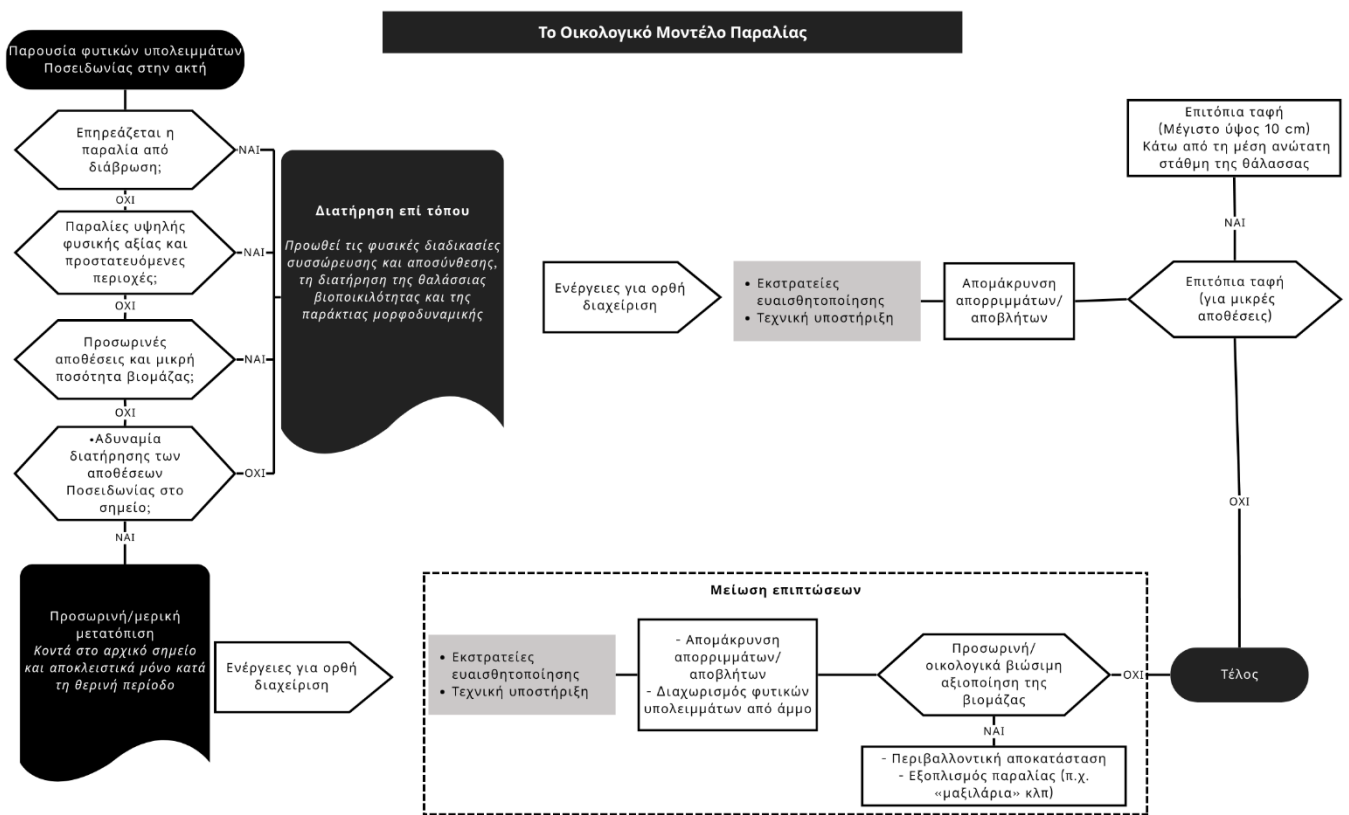 Το Οικολογικό Μοντέλο Παραλίας
Παρουσία φυτικών υπολειμμάτων
Ποσειδωνίας στην ακτή
Επηρεάζεται η
παραλία από
διάβρωση;
ΝΑΙ
ΟΧΙ
Παραλίες υψηλής
φυσικής αξίας και
προστατευόμενες
περιοχές;
ΝΑΙ
ΟΧΙ
Προσωρινές
αποθέσεις και μικρή
ποσότητα βιομάζας;
ΝΑΙ
ΟΧΙ
•Αδυναμία
διατήρησης των
αποθέσεων
Ποσειδωνίας στο
σημείο;
ΟΧΙ
ΝΑΙ
Διατήρηση επί τόπου
Προωθεί τις φυσικές διαδικασίες
συσσώρευσης και αποσύνθεσης,
τη διατήρηση της θαλάσσιας
βιοποικιλότητας και της
παράκτιας μορφοδυναμικής
Ενέργειες για ορθή
διαχείριση
• Εκστρατείες
ευαισθητοποίησης
• Τεχνική υποστήριξη
Απομάκρυνση
απορριμμάτων/
αποβλήτων
Επιτόπια ταφή
(Μέγιστο ύψος 10 cm)
Κάτω από τη μέση ανώτατη
στάθμη της θάλασσας
ΝΑΙ
Επιτόπια ταφή
(για μικρές
αποθέσεις)
ΟΧΙ
Προσωρινή/μερική
μετατόπιση
Κοντά στο αρχικό σημείο
και αποκλειστικά μόνο κατά
τη θερινή περίοδο
Ενέργειες για ορθή
διαχείριση
Μείωση επιπτώσεων
• Εκστρατείες
ευαισθητοποίησης
• Τεχνική υποστήριξη
- Απομάκρυνση
απορριμμάτων/
αποβλήτων
- Διαχωρισμός φυτικών
υπολειμμάτων από άμμο
Προσωρινή/
οικολογικά βιώσιμη
αξιοποίηση της
βιομάζας
ΟΧΙ
Τέλος
ΝΑΙ
- Περιβαλλοντική αποκατάσταση
- Εξοπλισμός παραλίας (π.χ.
«μαξιλάρια» κλπ)